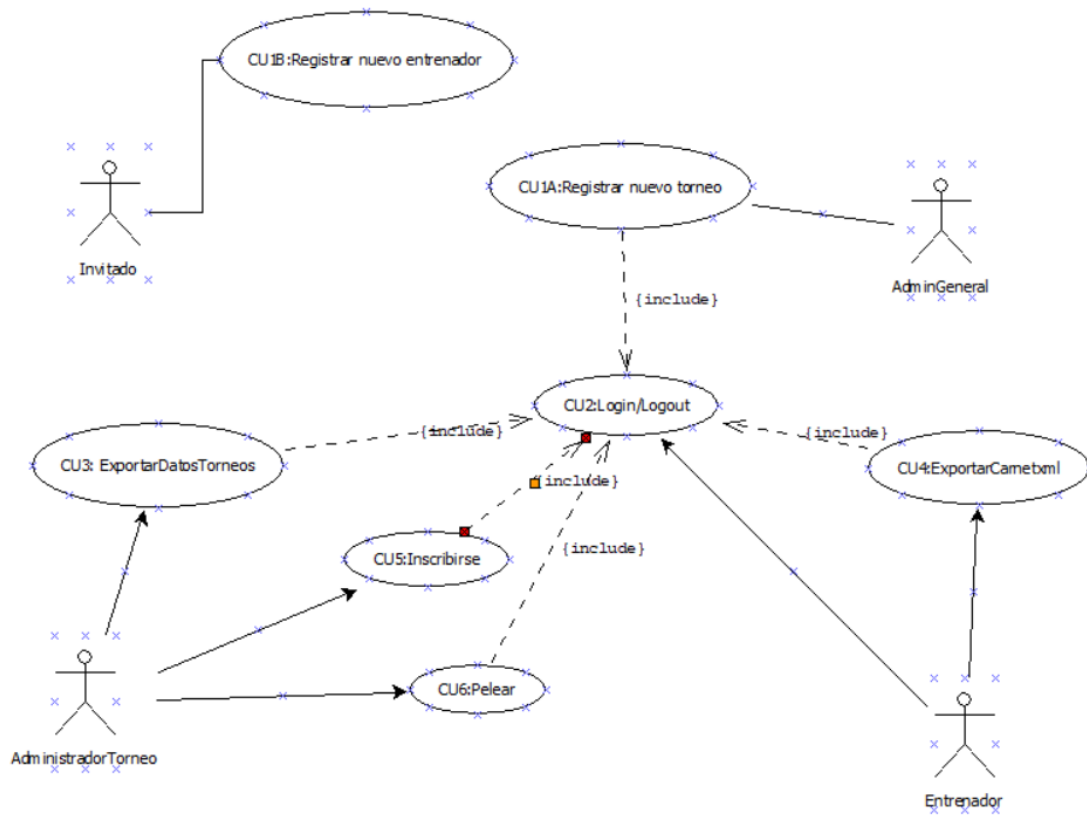 CU1B:Registrar nuevo entrenador
CU1A:Registrar nuevo torneo
Invitado
AdminGeneral
{include}
CU2:Login/Logout
{include}
{include}
CU3: ExportarDatosTorneos
CU4:ExportarCarnetxml
{include}
CU5:Inscribirse
{include}
CU6:Pelear
AdministradorTorneo
Entrenador